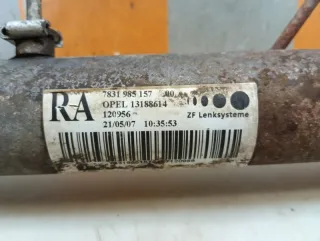 RA
7831 985 157
OPEL 13188614
120956
21/05/07 10:35:53
ZF Lenksysteme